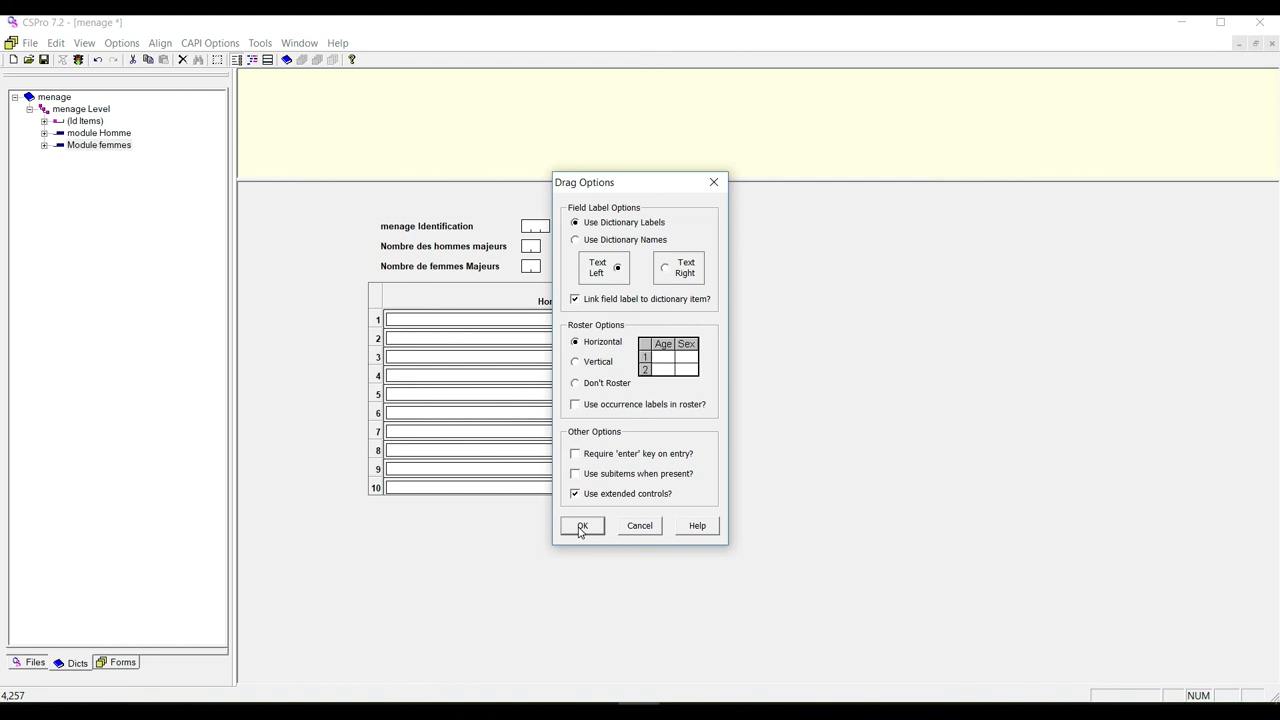 CSPro 7.2 - [menage *]
File Edit View Options Align CAPI Options Tools Window Help
menage
menage Level
(Id Items)
module Homme
Module femmes
Files Dicts Forms
menage Identification
Nombre des hommes majeurs
Nombre de femmes Majeurs
Hor
1
2
3
4
5
6
7
8
9
10
Drag Options
Field Label Options
Use Dictionary Labels
Use Dictionary Names
Text Left
Text Right
Link field label to dictionary item?
Roster Options
Horizontal
Vertical
Don't Roster
Age Sex
1
2
Use occurrence labels in roster?
Other Options
Require 'enter' key on entry?
Use subitems when present?
Use extended controls?
OK Cancel Help
4,257 NUM